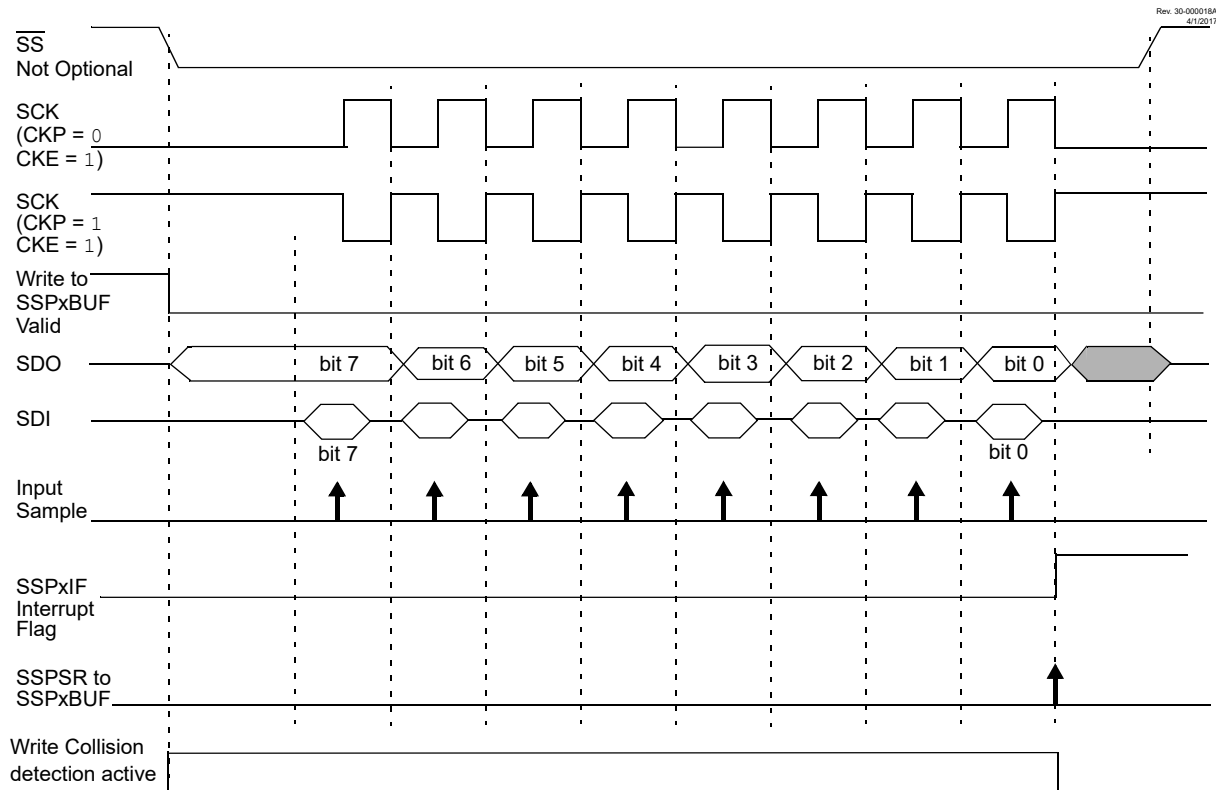 Rev. 30-000018A
4/1/2017
SS
Not Optional
SCK
(CKP = 0
CKE = 1)
SCK
(CKP = 1
CKE = 1)
Write to
SSPxBUF
Valid
SDO
bit 7 bit 6 bit 5 bit 4 bit 3 bit 2 bit 1 bit 0
SDI
bit 7 bit 0
Input
Sample
SSPxIF
Interrupt
Flag
SSPSR to
SSPxBUF
Write Collision
detection active